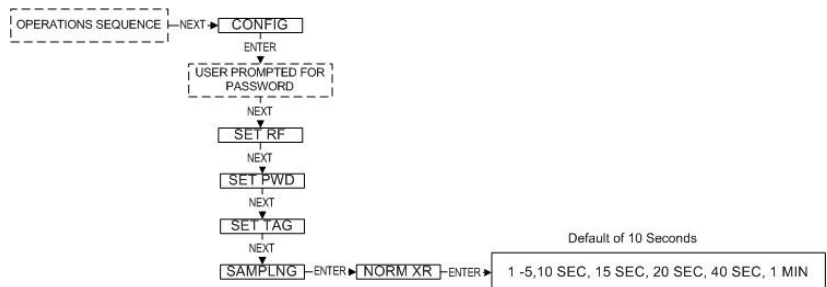 OPERATIONS SEQUENCE NEXT CONFIG
ENTER
USER PROMPTED FOR
PASSWORD
NEXT
SET RF
NEXT
SET PWD
NEXT
SET TAG
NEXT
Default of 10 Seconds
SAMPLNG ENTER NORM XR ENTER 1 -5,10 SEC, 15 SEC, 20 SEC, 40 SEC, 1 MIN